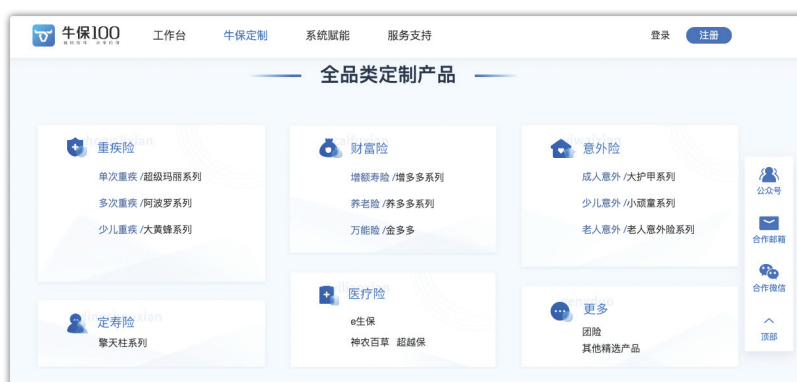 牛保100
工作台 牛保定制 系统赋能 服务支持 登录 注册
全品类定制产品
重疾险
单次重疾 /超级玛丽系列
多次重疾 /阿波罗系列
少儿重疾 /大黄蜂系列
财富险
增额寿险 /增多多系列
养老险 /养多多系列
万能险 /金多多
意外险
成人意外 /大护甲系列
少儿意外 /小顽童系列
老人意外 /老人意外险系列
定寿险
擎天柱系列
医疗险
e生保
神农百草 超越保
更多
团险
其他精选产品
公众号
合作邮箱
合作微信
顶部